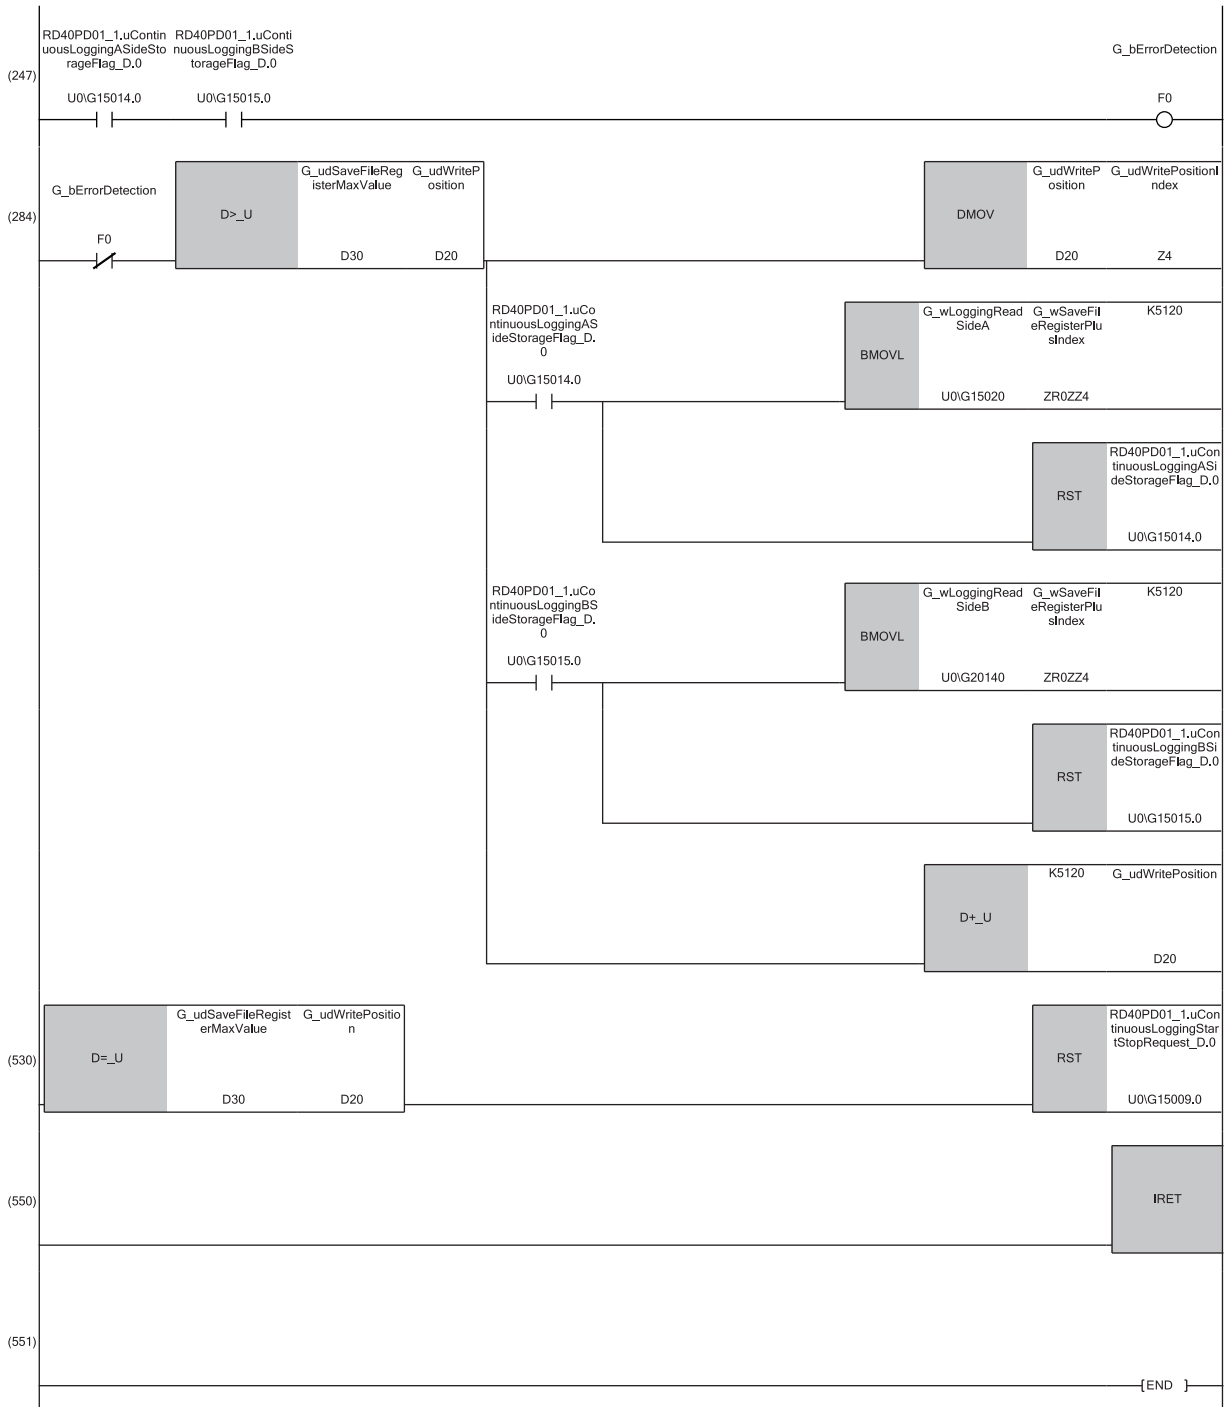 RD40PD01_1.uContin
uousLoggingASideSto
rageFlag_D.0
RD40PD01_1.uConti
nuousLoggingBSideS
torageFlag_D.0
G_bErrorDetection
(247)
U0\G15014.0
U0\G15015.0
F0
G_bErrorDetection
G_udSaveFileReg
isterMaxValue
G_udWriteP
osition
G_udWriteP
osition
G_udWritePositionI
ndex
(284)
D>_U
DMOV
F0
D30
D20
D20
Z4
RD40PD01_1.uCo
ntinuousLoggingAS
ideStorageFlag_D.
0
G_wLoggingRead
SideA
G_wSaveFil
eRegisterPlu
sIndex
K5120
BMOVL
U0\G15014.0
U0\G15020
ZR0ZZ4
RD40PD01_1.uCon
tinuousLoggingASi
deStorageFlag_D.0
RST
U0\G15014.0
RD40PD01_1.uCo
ntinuousLoggingBS
ideStorageFlag_D.
0
G_wLoggingRead
SideB
G_wSaveFil
eRegisterPlu
sIndex
K5120
BMOVL
U0\G15015.0
U0\G20140
ZR0ZZ4
RD40PD01_1.uCon
tinuousLoggingBSi
deStorageFlag_D.0
RST
U0\G15015.0
K5120
G_udWritePosition
D+_U
D20
G_udSaveFileRegist
erMaxValue
G_udWritePositio
n
RD40PD01_1.uCon
tinuousLoggingStar
tStopRequest_D.0
(530)
D=_U
RST
D30
D20
U0\G15009.0
(550)
IRET
(551)
[END ]